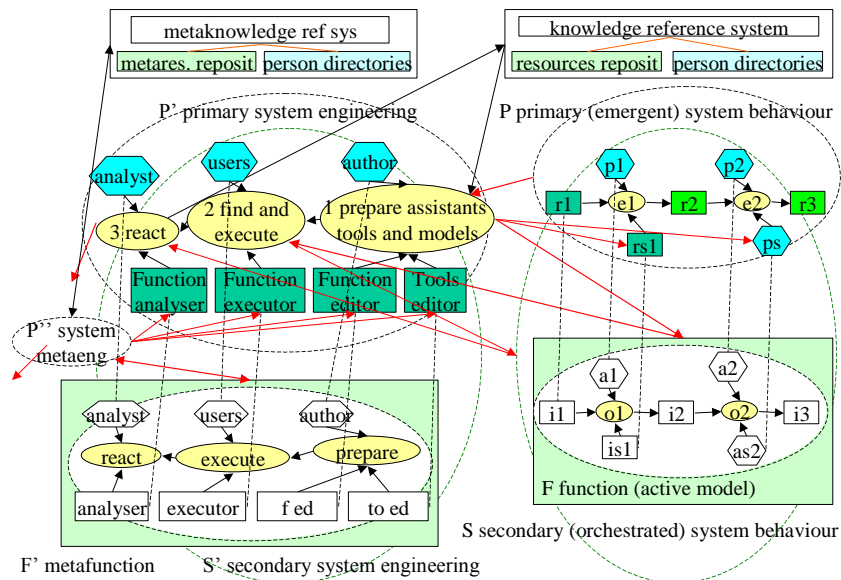 metaknowledge ref sys
metares. reposit
person directories
knowledge reference system
resources reposit
person directories
P’ primary system engineering
P primary (emergent) system behaviour
analyst
users
author
3 react
2 find and
execute
1 prepare assistants
tools and models
Function
analyser
Function
executor
Function
editor
Tools
editor
p1
p2
r1
e1
r2
e2
r3
rs1
ps
P’’ system
metaeng
analyst
users
author
react
execute
prepare
analyser
executor
f ed
to ed
a1
a2
i1
o1
i2
o2
i3
is1
as2
F function (active model)
S secondary (orchestrated) system behaviour
F’ metafunction
S’ secondary system engineering